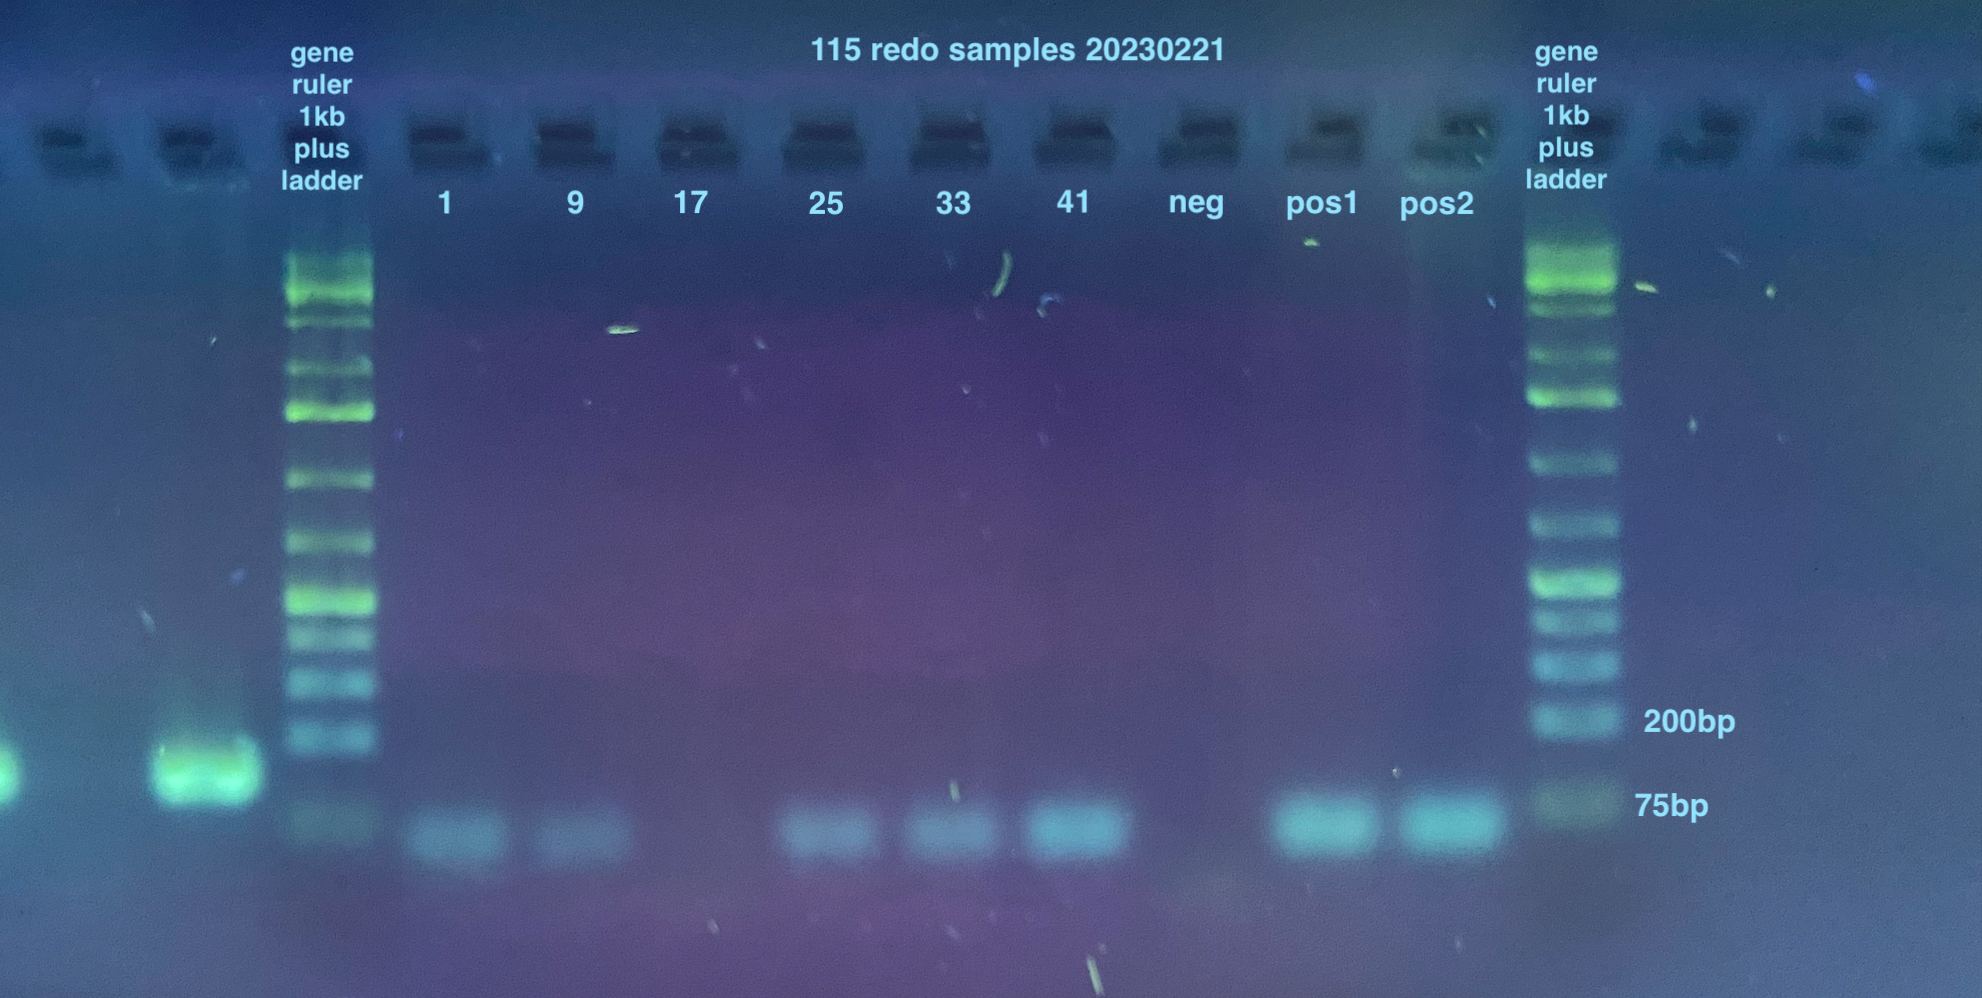 115 redo samples 20230221
gene
ruler
1kb
plus
ladder
gene
ruler
1kb
plus
ladder
1 9 17 25 33 41 neg pos1 pos2
200bp
75bp